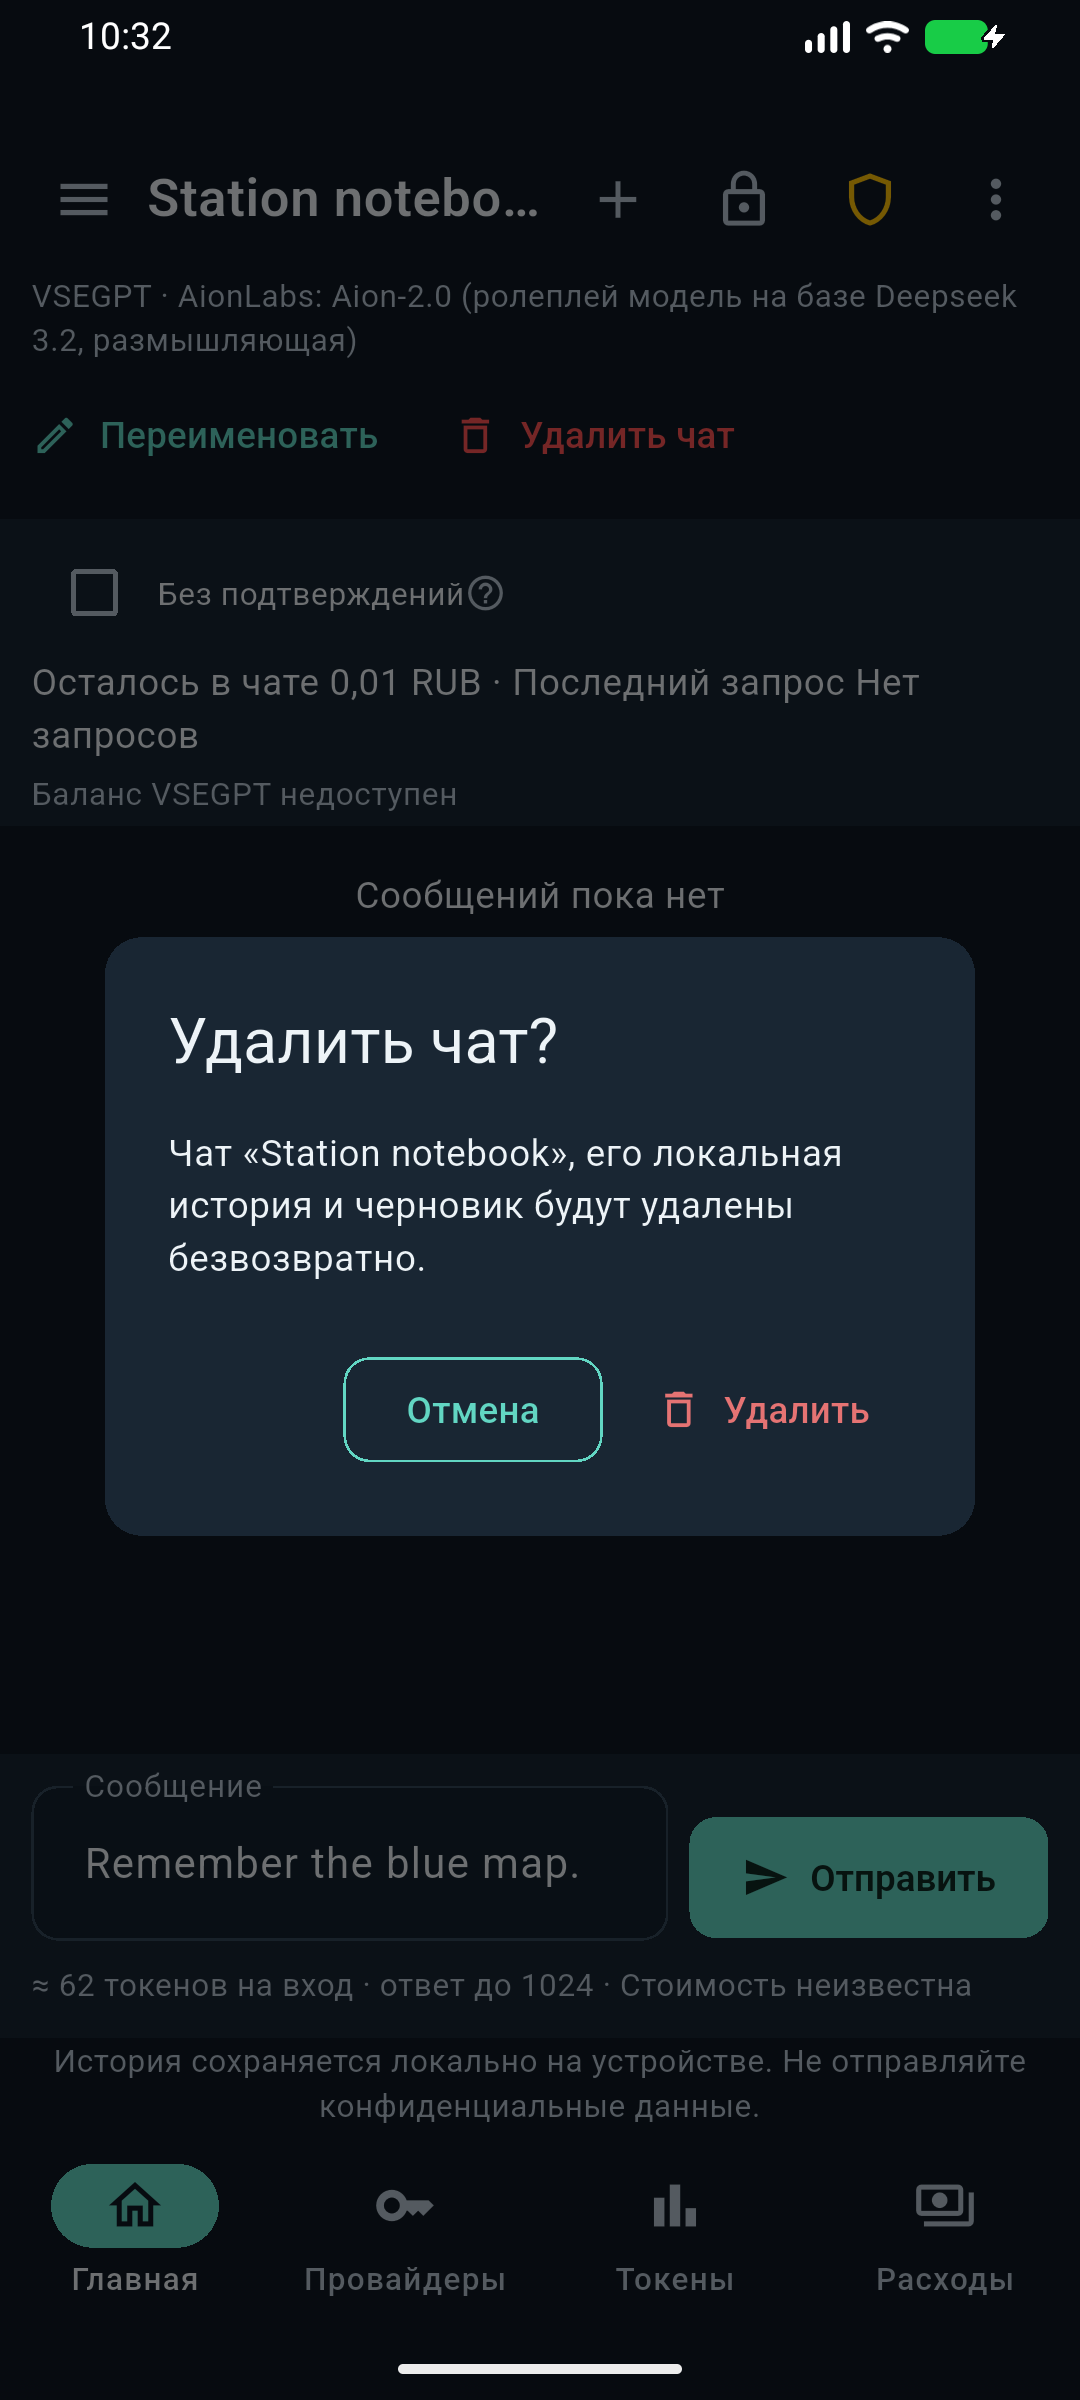 10:32
Station notebo…
VSEGPT · AionLabs: Aion-2.0 (ролеплей модель на базе Deepseek
3.2, размышляющая)
Переименовать
Удалить чат
Без подтверждений
Осталось в чате 0,01 RUB · Последний запрос Нет
запросов
Баланс VSEGPT недоступен
Сообщений пока нет
Удалить чат?
Чат «Station notebook», его локальная
история и черновик будут удалены
безвозвратно.
Отмена
Удалить
Сообщение
Remember the blue map.
Отправить
≈ 62 токенов на вход · ответ до 1024 · Стоимость неизвестна
История сохраняется локально на устройстве. Не отправляйте
конфиденциальные данные.
Главная
Провайдеры
Токены
Расходы